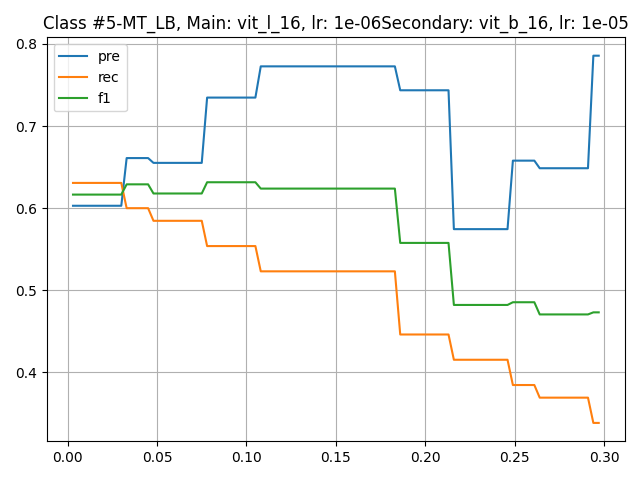 Class #5-MT_LB, Main: vit_l_16, lr: 1e-06Secondary: vit_b_16, lr: 1e-05
pre
rec
f1
0.8
0.7
0.6
0.5
0.4
0.00 0.05 0.10 0.15 0.20 0.25 0.30